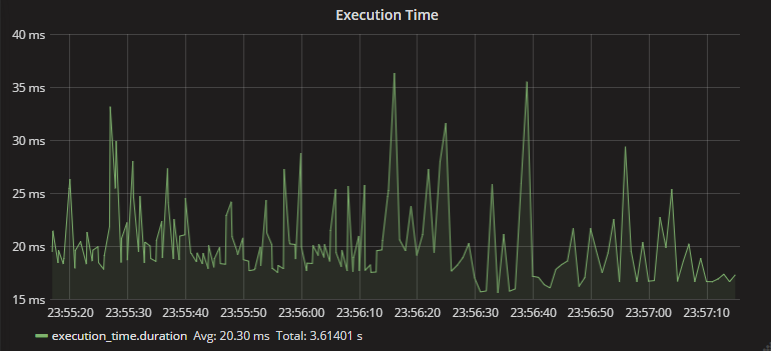 Execution Time
40 ms
35 ms
30 ms
25 ms
20 ms
15 ms
23:55:20 23:55:30 23:55:40 23:55:50 23:56:00 23:56:10 23:56:20 23:56:30 23:56:40 23:56:50 23:57:00 23:57:10
execution_time.duration Avg: 20.30 ms Total: 3.61401 s